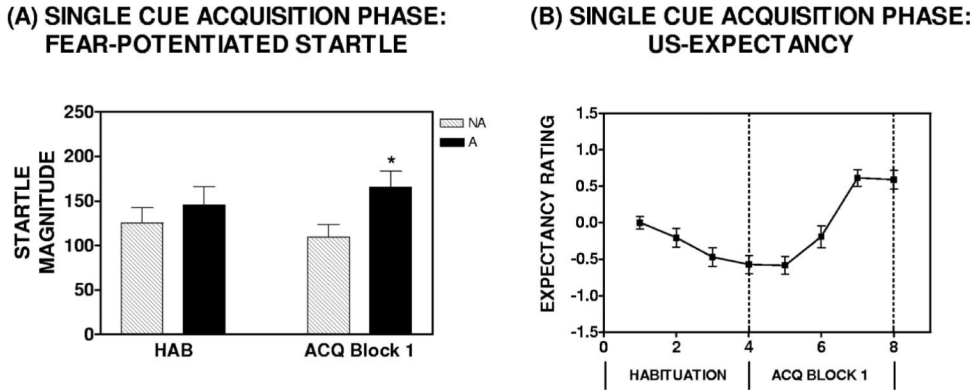 (A) SINGLE CUE ACQUISITION PHASE:
FEAR-POTENTIATED STARTLE
STARTLE
MAGNITUDE
250
200
150
100
50
0
HAB
ACQ Block 1
*
NA
A
(B) SINGLE CUE ACQUISITION PHASE:
US-EXPECTANCY
EXPECTANCY RATING
1.5
1.0
0.5
0.0
-0.5
-1.0
-1.5
0 2 4 6 8
HABITUATION ACQ BLOCK 1